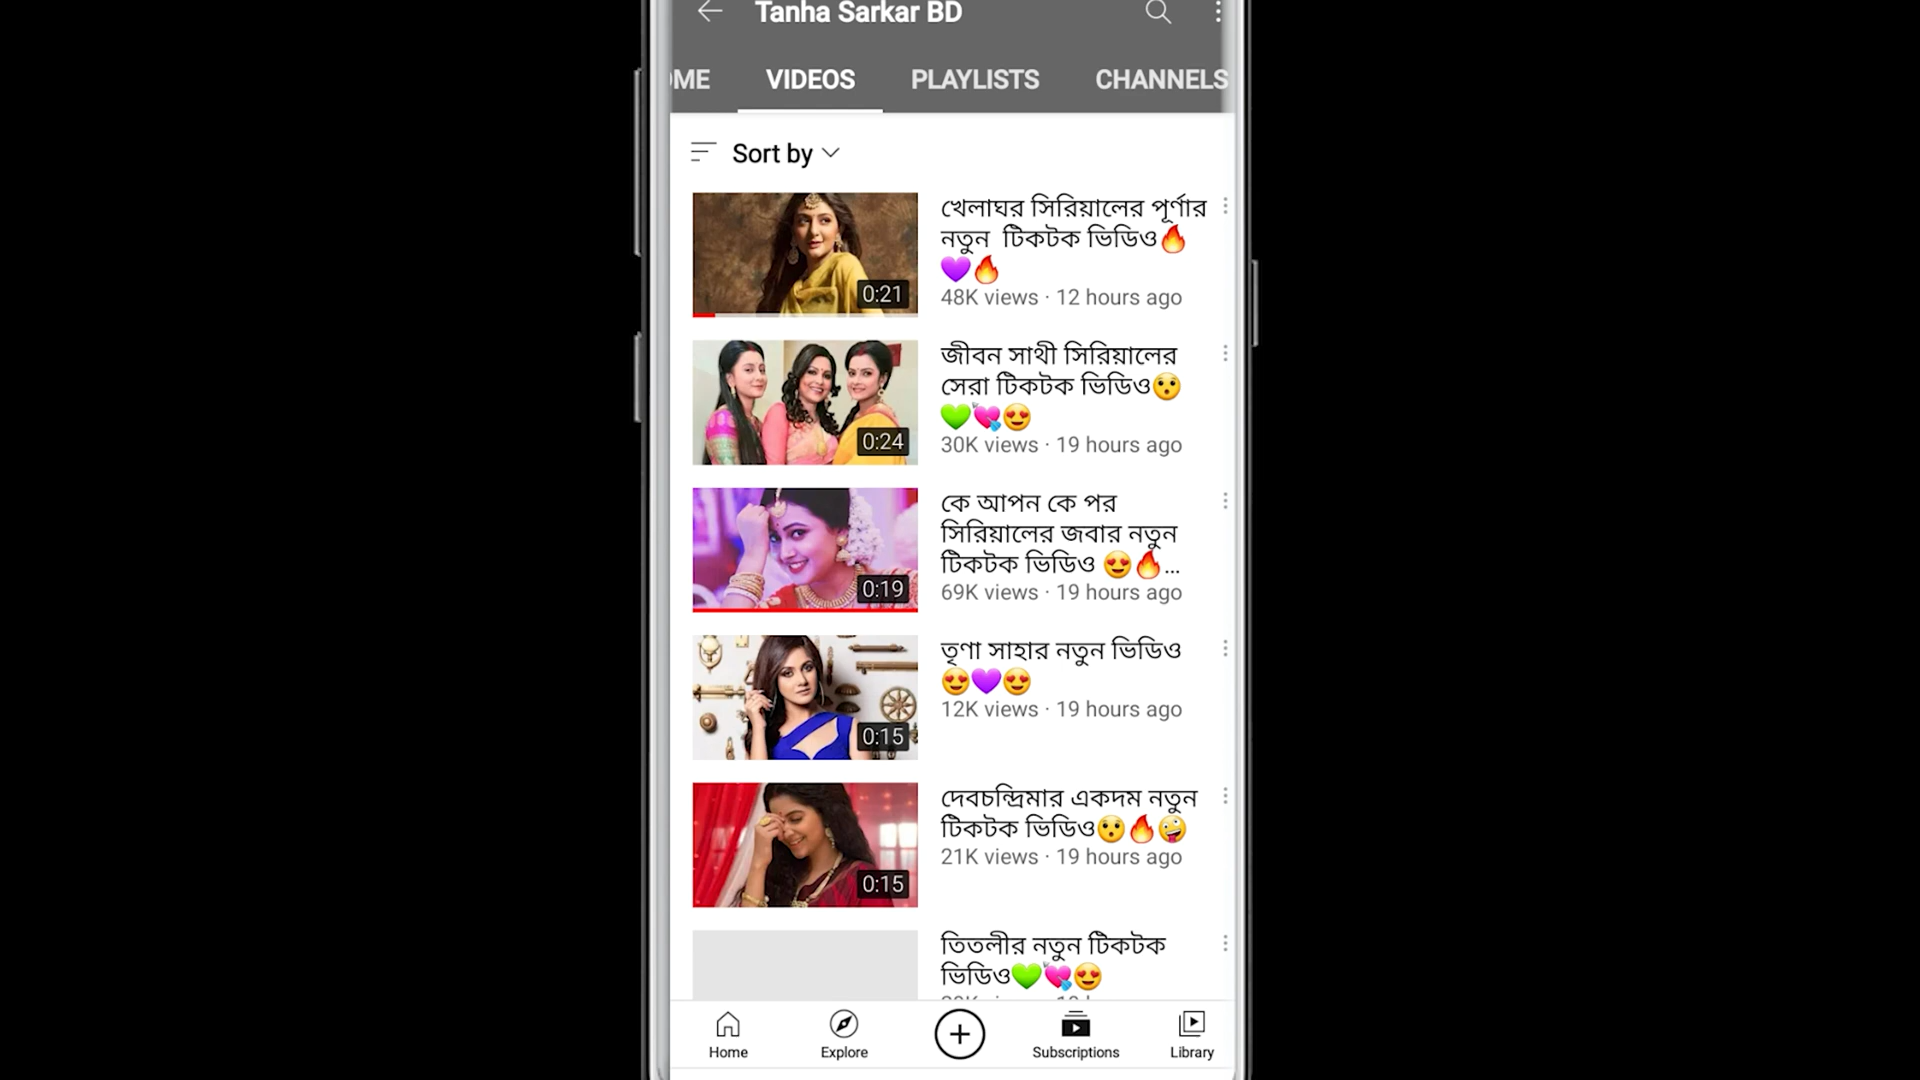 Tanha Sarkar BD
OME VIDEOS PLAYLISTS CHANNELS
Sort by
খেলাঘর সিরিয়ালের পূর্ণার
নতুন টিকটক ভিডিও🔥
💜🔥
48K views · 12 hours ago
0:21
জীবন সাথী সিরিয়ালের
সেরা টিকটক ভিডিও😯
💚💘😍
30K views · 19 hours ago
0:24
কে আপন কে পর
সিরিয়ালের জবার নতুন
টিকটক ভিডিও 😍🔥...
69K views · 19 hours ago
0:19
তৃণা সাহার নতুন ভিডিও
😍💜😍
12K views · 19 hours ago
0:15
দেবচন্দ্রিমার একদম নতুন
টিকটক ভিডিও😯🔥🤪
21K views · 19 hours ago
0:15
তিতলীর নতুন টিকটক
ভিডিও💚💘😍
Home Explore Subscriptions Library